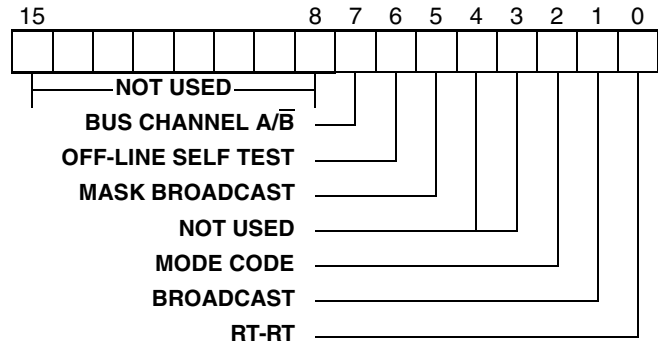 15 8 7 6 5 4 3 2 1 0
NOT USED
BUS CHANNEL A/B̅
OFF-LINE SELF TEST
MASK BROADCAST
NOT USED
MODE CODE
BROADCAST
RT-RT